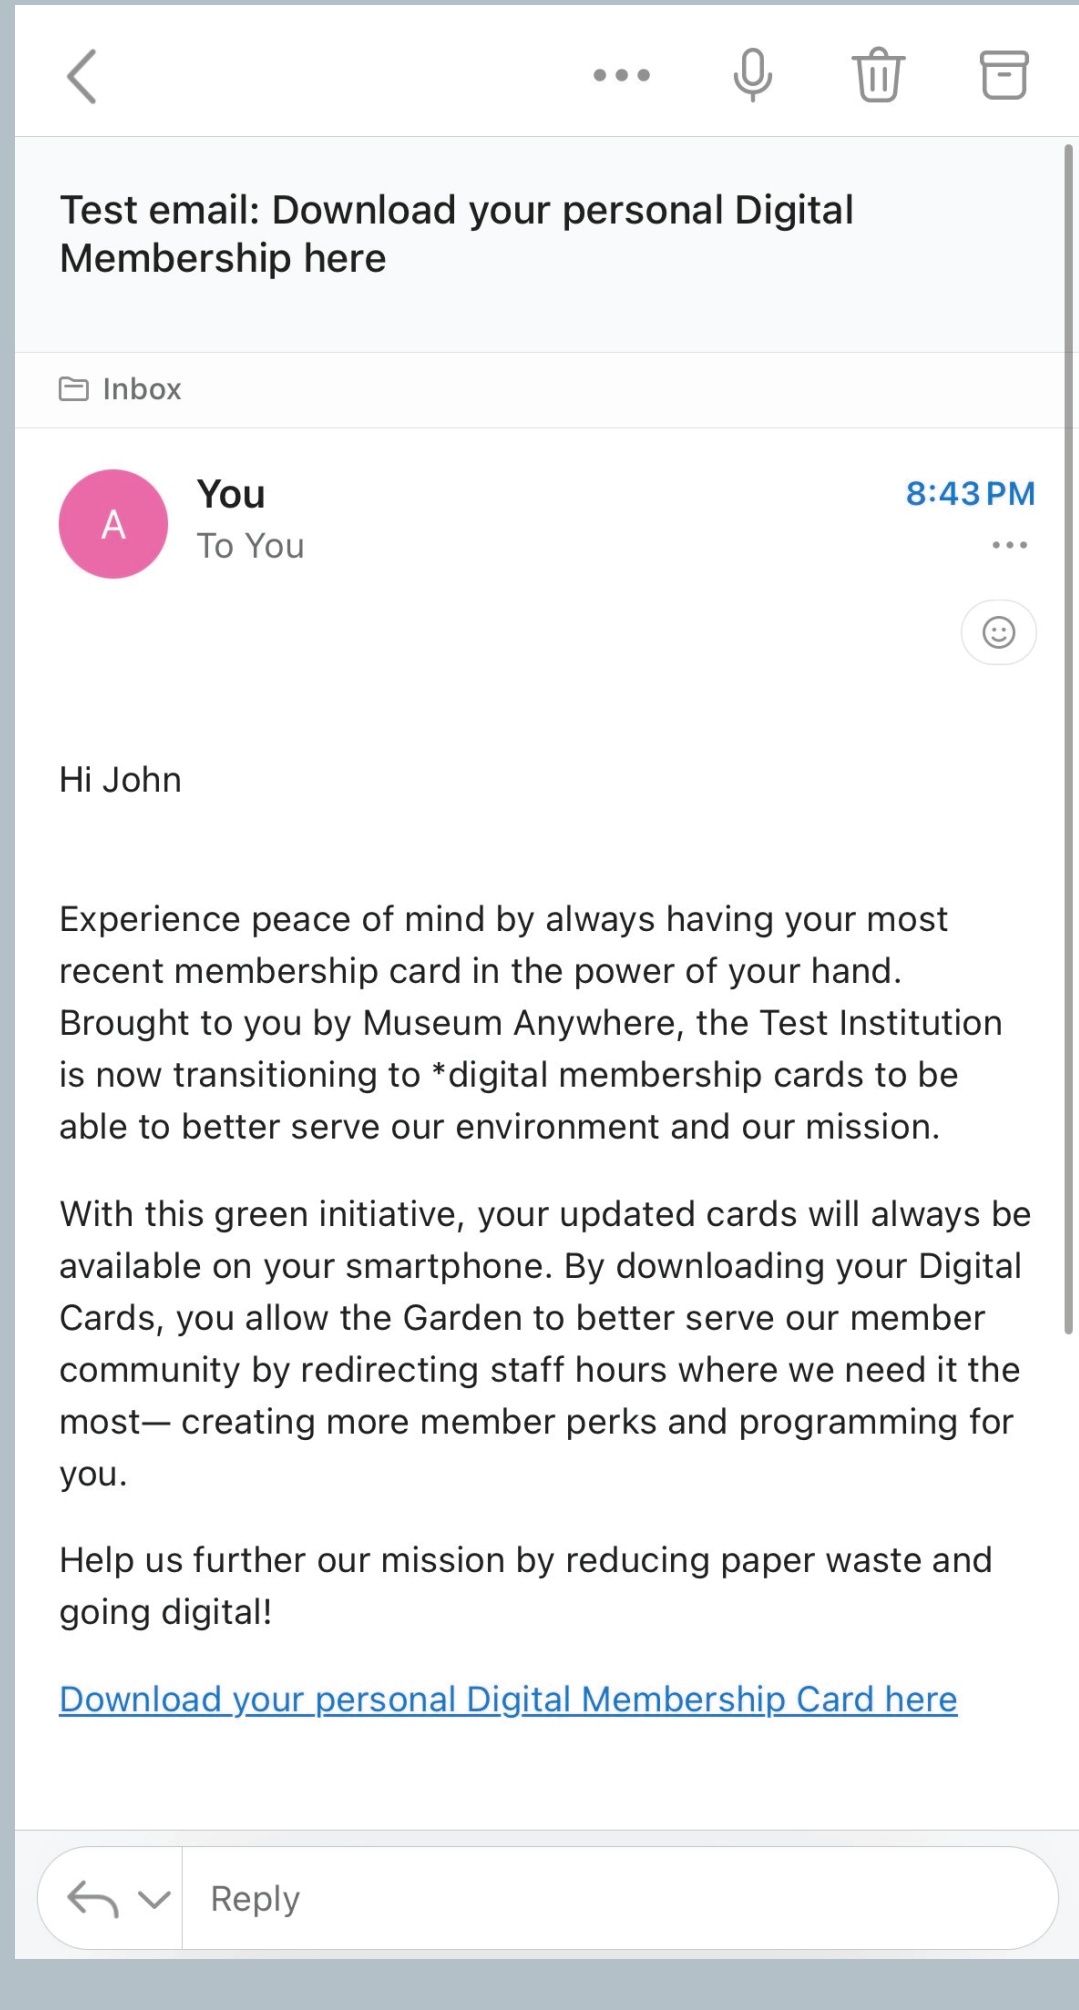 Test email: Download your personal Digital
Membership here
Inbox
A
You
8:43 PM
To You
Hi John
Experience peace of mind by always having your most
recent membership card in the power of your hand.
Brought to you by Museum Anywhere, the Test Institution
is now transitioning to *digital membership cards to be
able to better serve our environment and our mission.
With this green initiative, your updated cards will always be
available on your smartphone. By downloading your Digital
Cards, you allow the Garden to better serve our member
community by redirecting staff hours where we need it the
most— creating more member perks and programming for
you.
Help us further our mission by reducing paper waste and
going digital!
Download your personal Digital Membership Card here
Reply